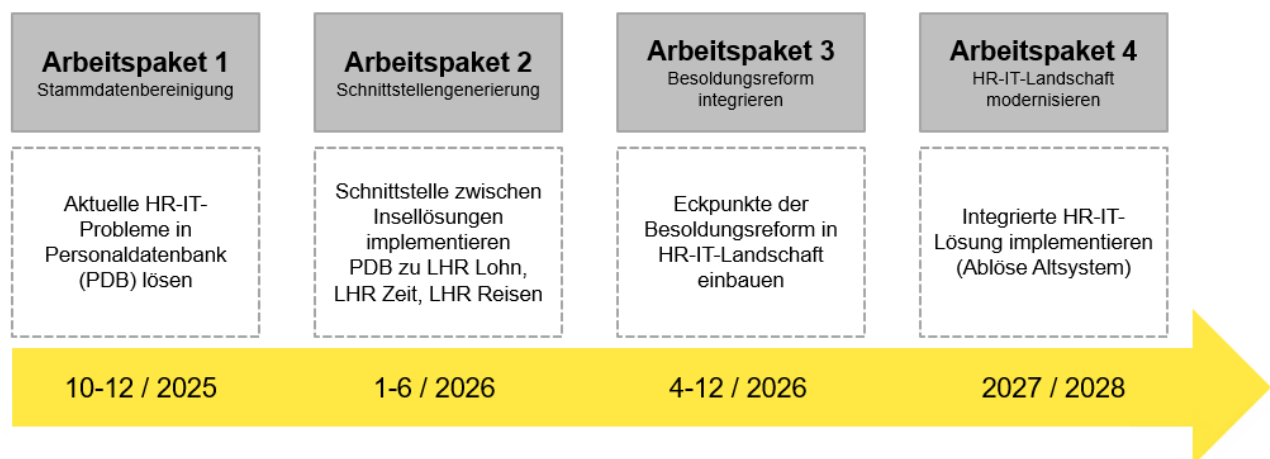 Arbeitspaket 1
Stammdatenbereinigung
Aktuelle HR-IT-
Probleme in
Personaldatenbank
(PDB) lösen
Arbeitspaket 2
Schnittstellengenerierung
Schnittstelle zwischen
Insellösungen
implementieren
PDB zu LHR Lohn,
LHR Zeit, LHR Reisen
Arbeitspaket 3
Besoldungsreform
integrieren
Eckpunkte der
Besoldungsreform in
HR-IT-Landschaft
einbauen
Arbeitspaket 4
HR-IT-Landschaft
modernisieren
Integrierte HR-IT-
Lösung implementieren
(Ablöse Altsystem)
10-12 / 2025
1-6 / 2026
4-12 / 2026
2027 / 2028